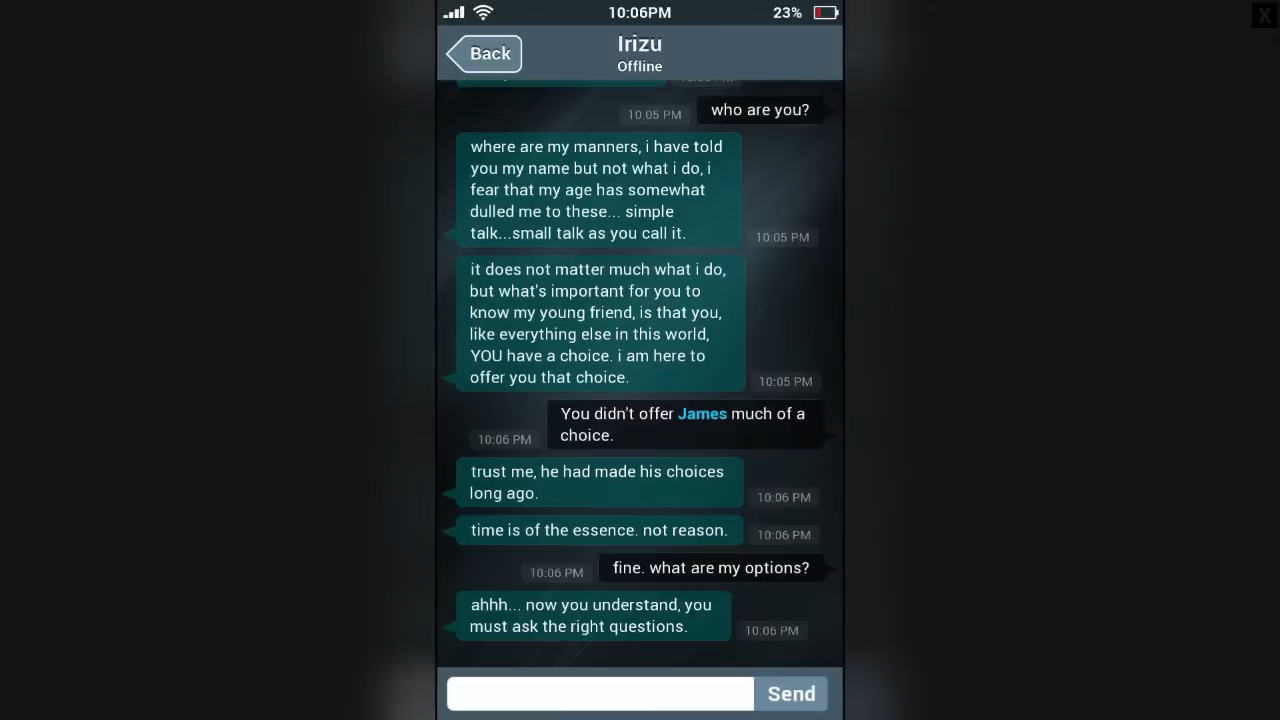 10:06PM
23%
X
Back
Irizu
Offline
10:05 PM
who are you?
where are my manners, i have told
you my name but not what i do, i
fear that my age has somewhat
dulled me to these... simple
talk...small talk as you call it.
10:05 PM
it does not matter much what i do,
but what's important for you to
know my young friend, is that you,
like everything else in this world,
YOU have a choice. i am here to
offer you that choice.
10:05 PM
You didn't offer James much of a
choice.
10:06 PM
trust me, he had made his choices
long ago.
10:06 PM
time is of the essence. not reason.
10:06 PM
fine. what are my options?
10:06 PM
ahhh... now you understand, you
must ask the right questions.
10:06 PM
Send